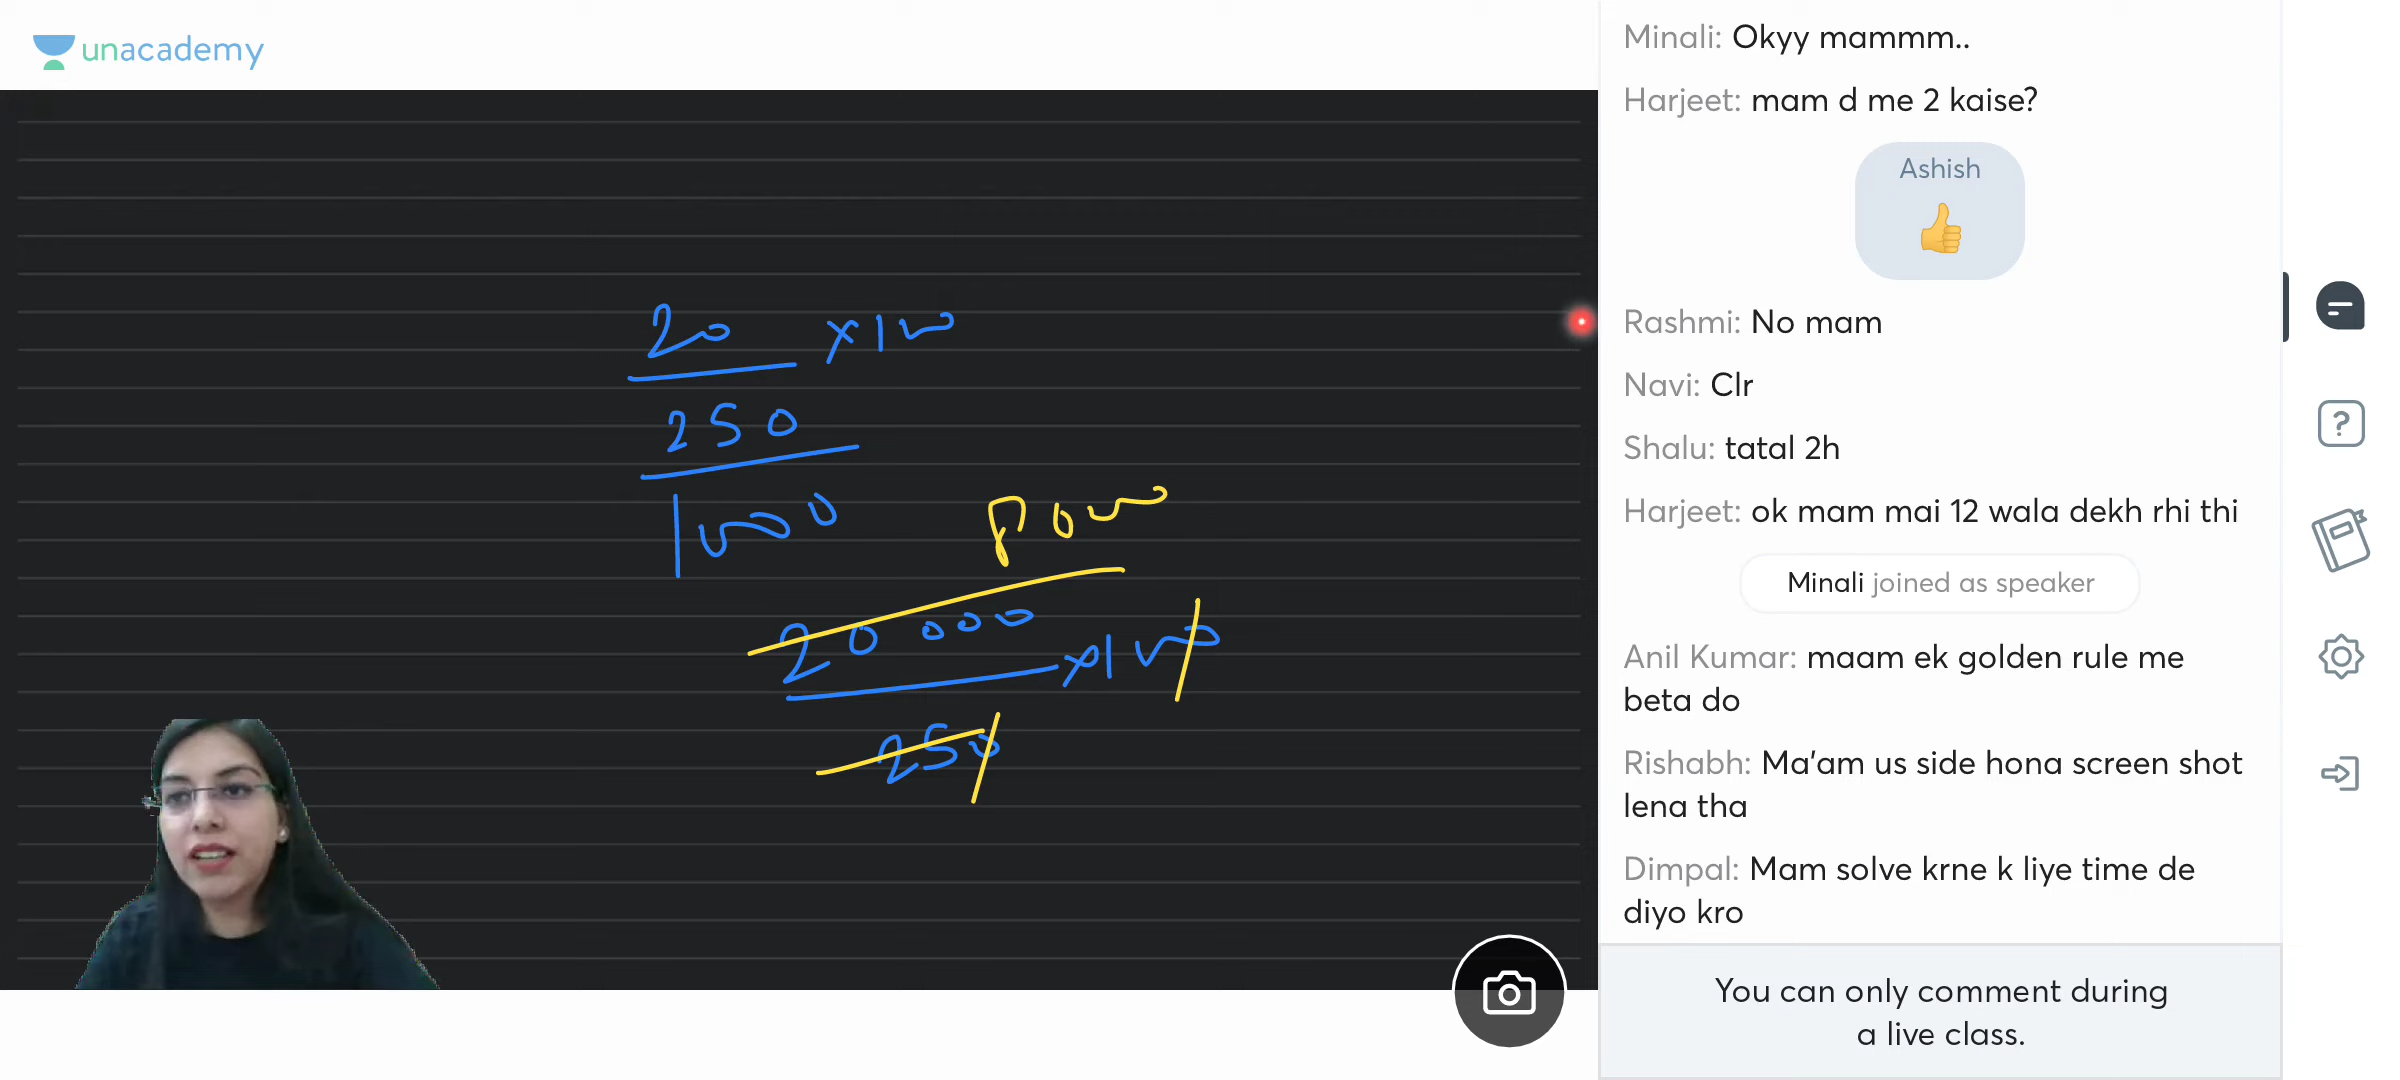 unacademy
20 ×100
250
1000
8000
20000 ×100
250
Minali: Okyy mammm..
Harjeet: mam d me 2 kaise?
Ashish
👍
Rashmi: No mam
Navi: Clr
Shalu: tatal 2h
Harjeet: ok mam mai 12 wala dekh rhi thi
Minali joined as speaker
Anil Kumar: maam ek golden rule me
beta do
Rishabh: Ma'am us side hona screen shot
lena tha
Dimpal: Mam solve krne k liye time de
diyo kro
You can only comment during
a live class.
?